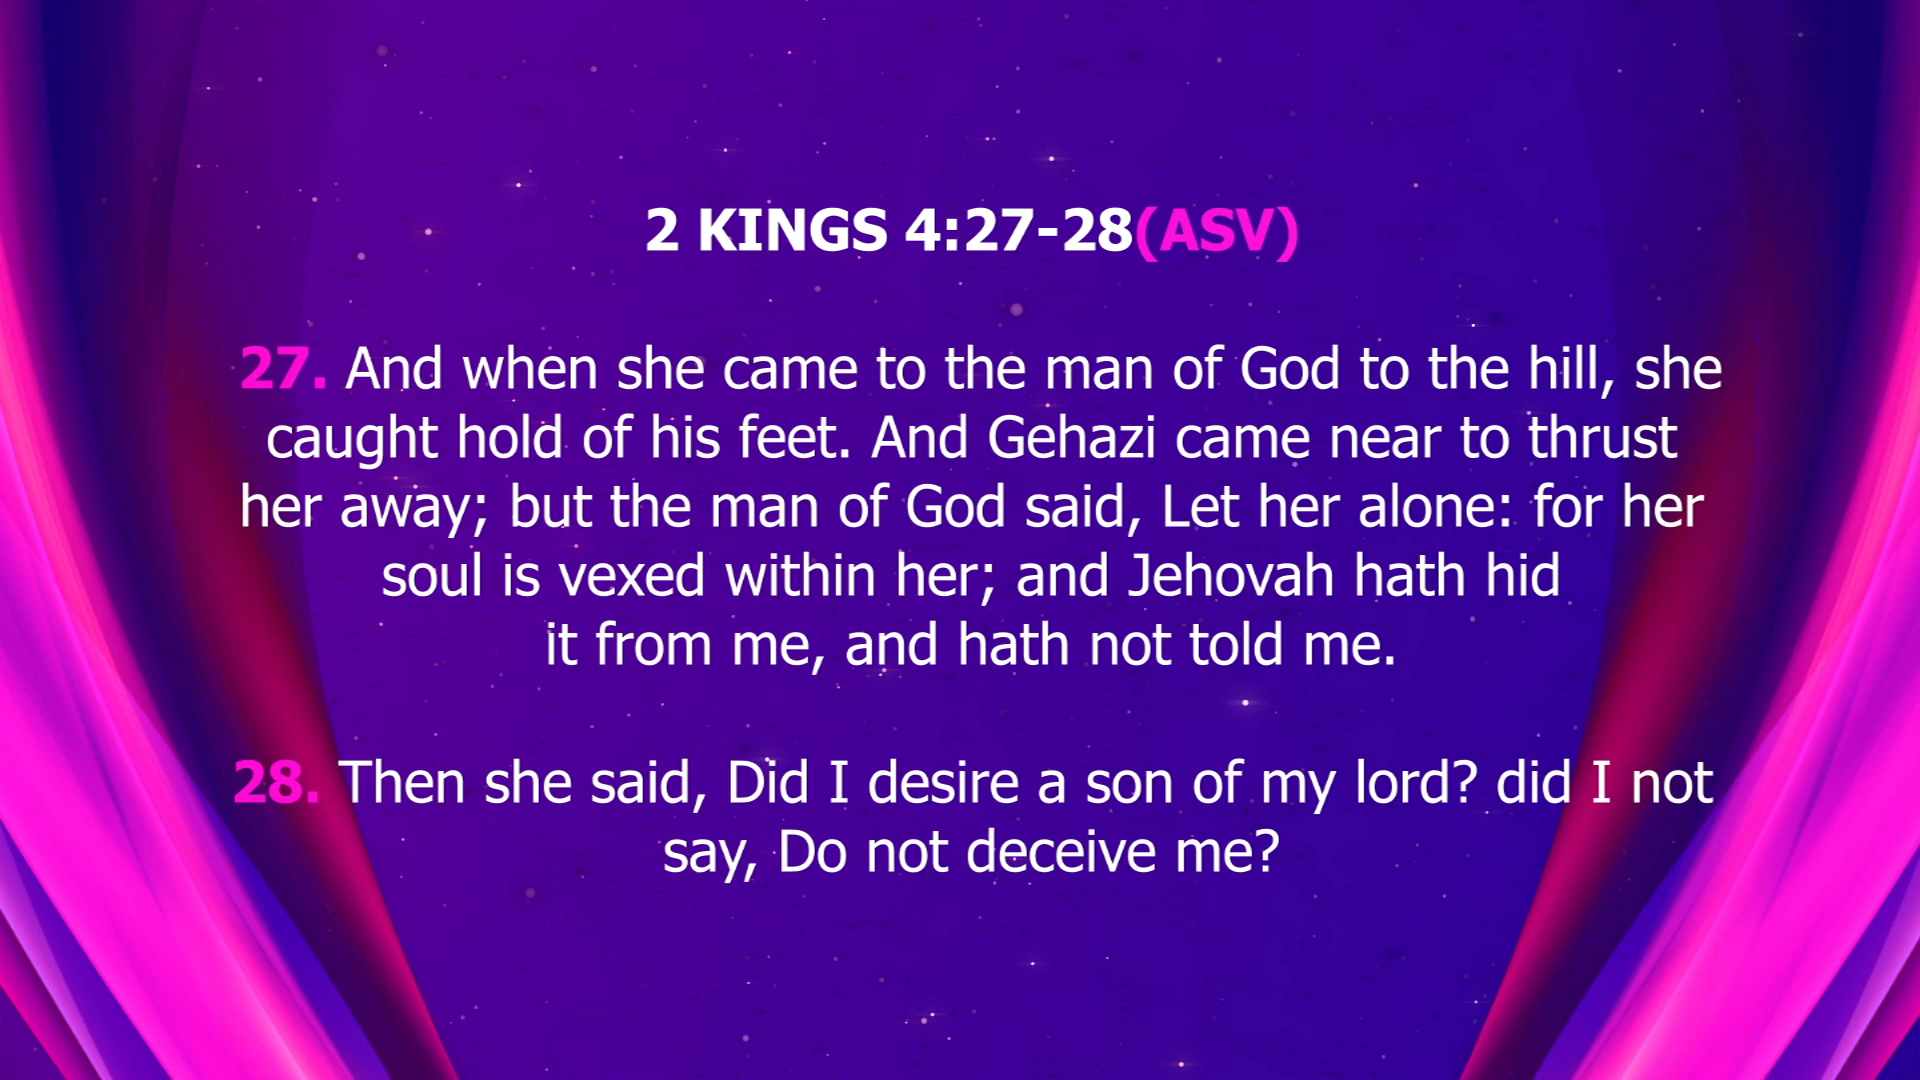 2 KINGS 4:27-28(ASV)
27. And when she came to the man of God to the hill, she
caught hold of his feet. And Gehazi came near to thrust
her away; but the man of God said, Let her alone: for her
soul is vexed within her; and Jehovah hath hid
it from me, and hath not told me.
28. Then she said, Did I desire a son of my lord? did I not
say, Do not deceive me?